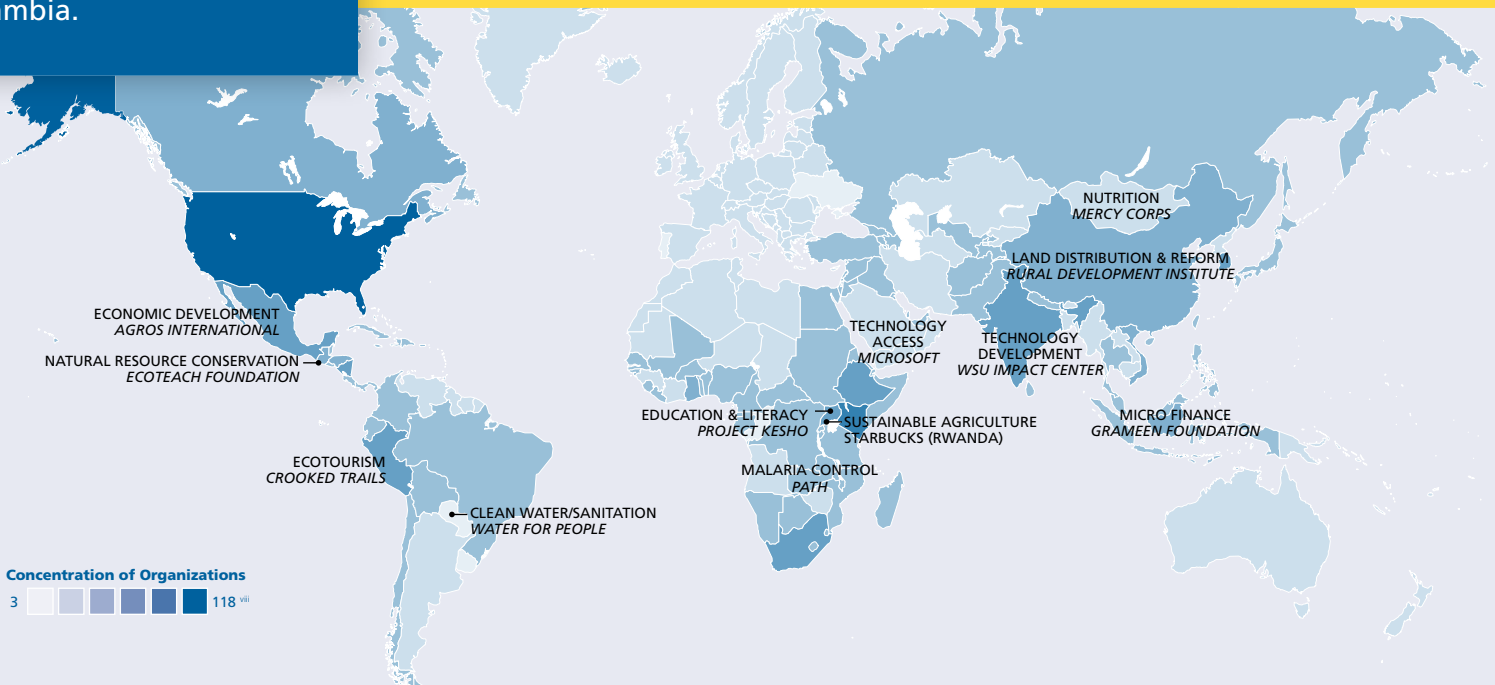 ambia.
NUTRITION
MERCY CORPS
LAND DISTRIBUTION & REFORM
RURAL DEVELOPMENT INSTITUTE
ECONOMIC DEVELOPMENT
AGROS INTERNATIONAL
TECHNOLOGY
ACCESS
MICROSOFT
TECHNOLOGY
DEVELOPMENT
WSU IMPACT CENTER
NATURAL RESOURCE CONSERVATION
ECOTEACH FOUNDATION
EDUCATION & LITERACY
PROJECT KESHO
SUSTAINABLE AGRICULTURE
STARBUCKS (RWANDA)
MICRO FINANCE
GRAMEEN FOUNDATION
ECOTOURISM
CROOKED TRAILS
MALARIA CONTROL
PATH
CLEAN WATER/SANITATION
WATER FOR PEOPLE
Concentration of Organizations
3 118 viii